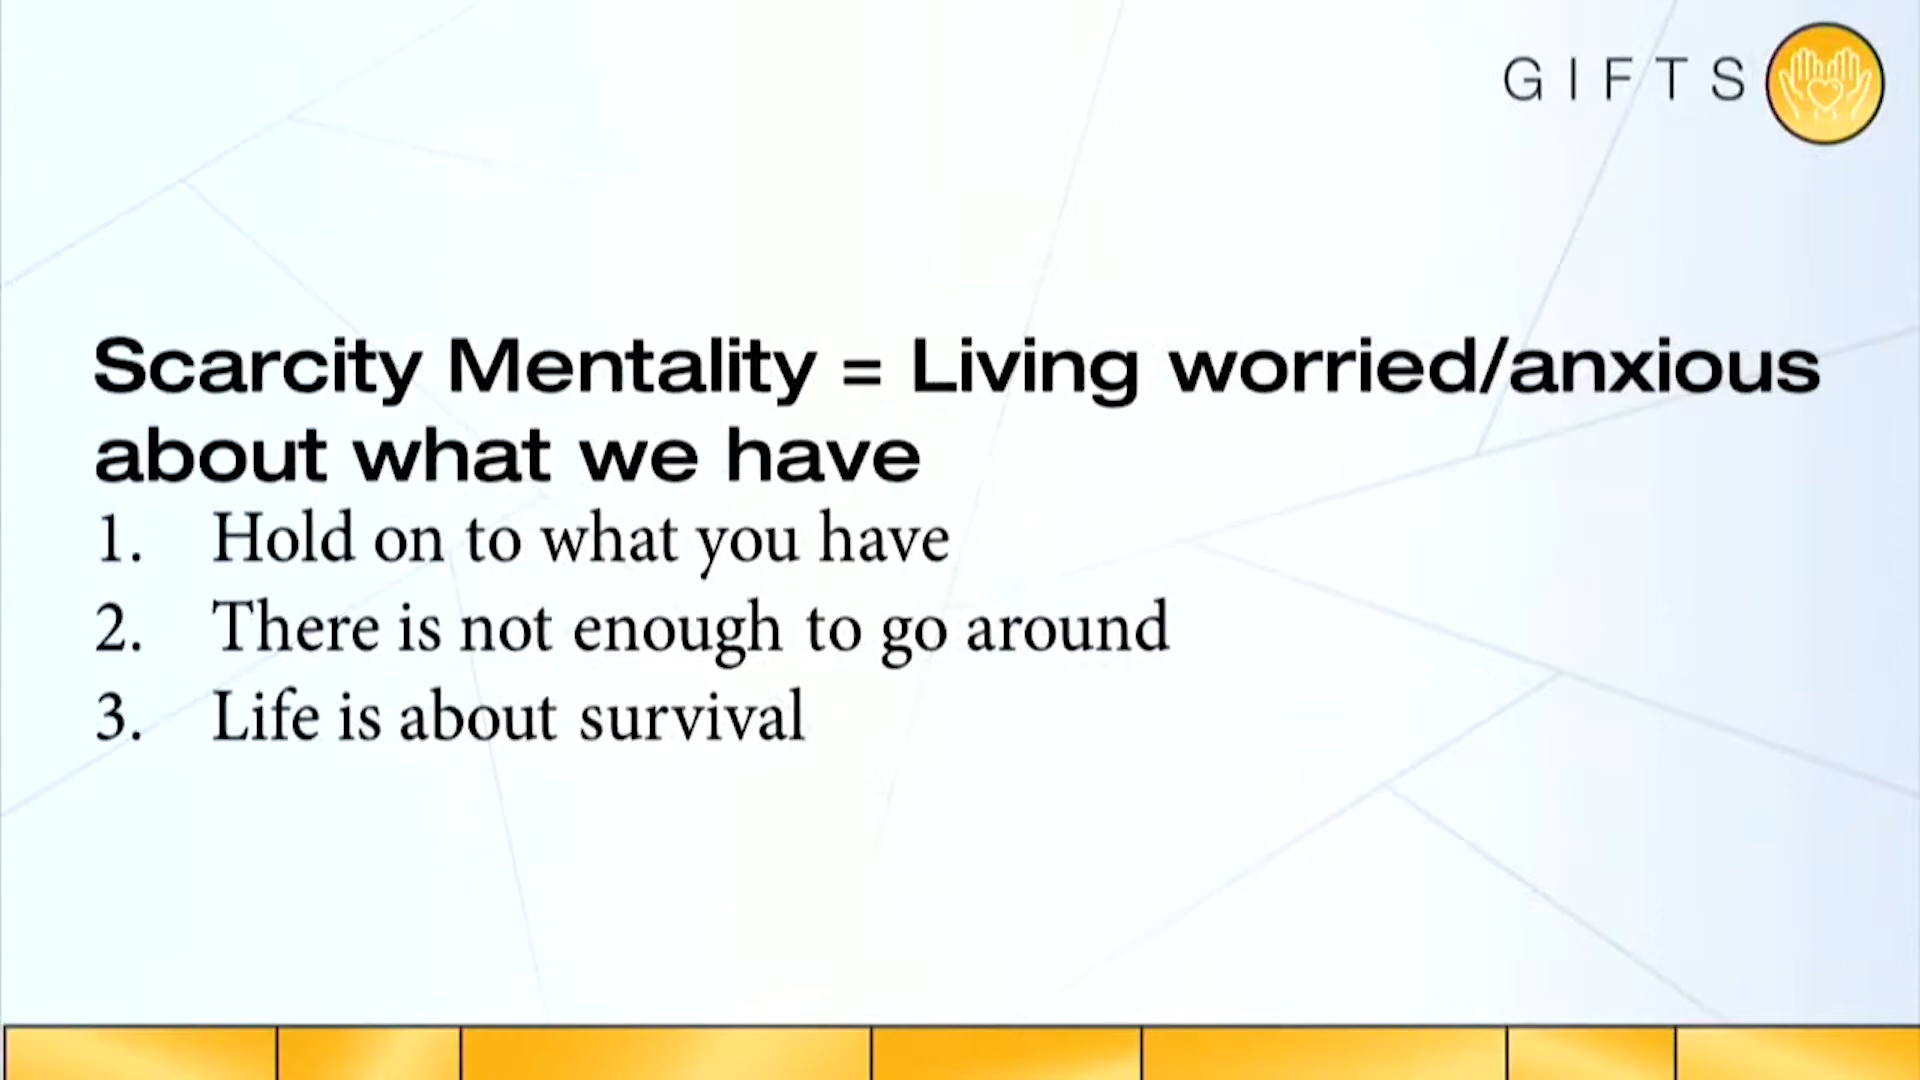 GIFTS
Scarcity Mentality = Living worried/anxious
about what we have
1. Hold on to what you have
2. There is not enough to go around
3. Life is about survival